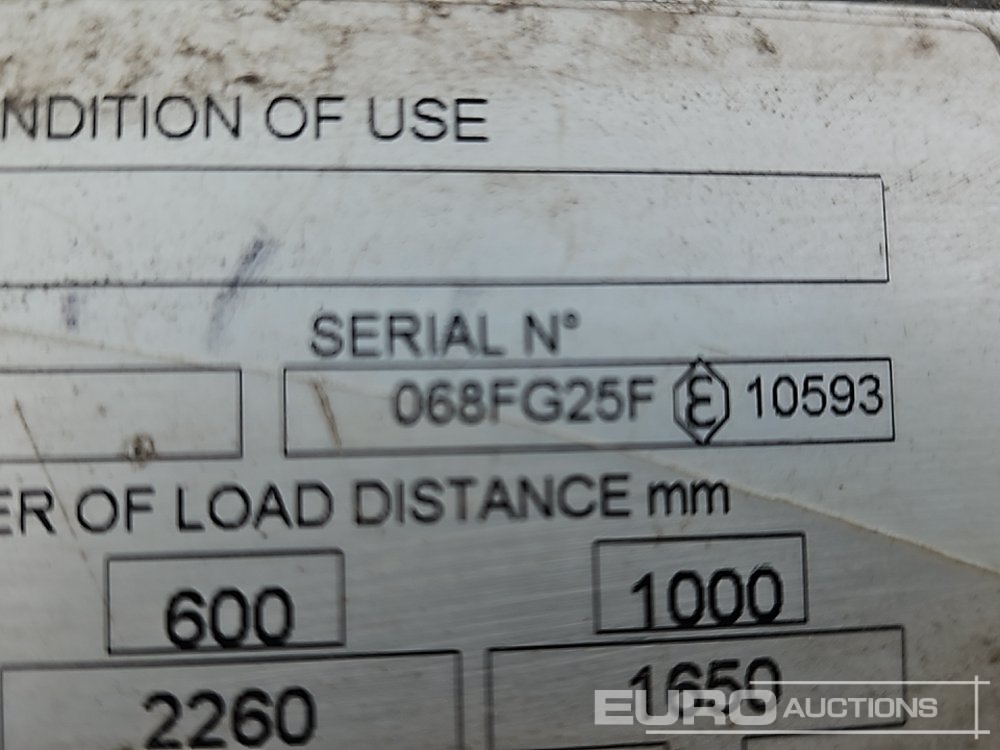 NDITION OF USE
SERIAL N°
068FG25F Ɛ 10593
ER OF LOAD DISTANCE mm
600 1000
2260 1650
EURO AUCTIONS